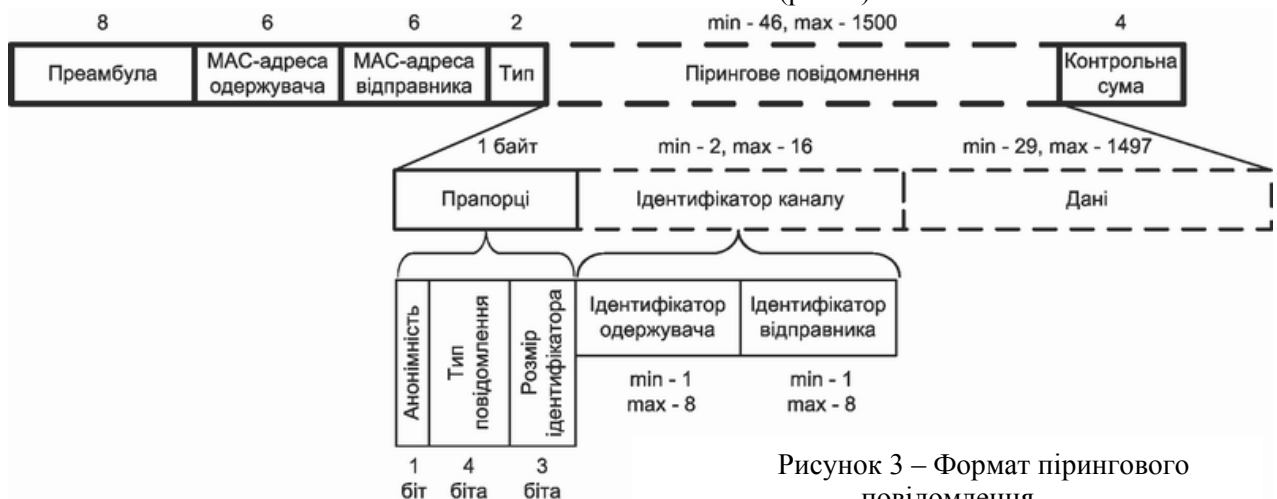 8 6 6 2 min - 46, max - 1500 4
Преамбула
МАС-адреса
одержувача
МАС-адреса
відправника
Тип
Пірингове повідомлення
Контрольна
сума
1 байт min - 2, max - 16 min - 29, max - 1497
Прапорці
Ідентифікатор каналу
Дані
Анонімність
Тип
повідомлення
Розмір
ідентифікатора
Ідентифікатор
одержувача
Ідентифікатор
відправника
min - 1
max - 8
min - 1
max - 8
1
біт
4
біта
3
біта
Рисунок 3 – Формат пірингового